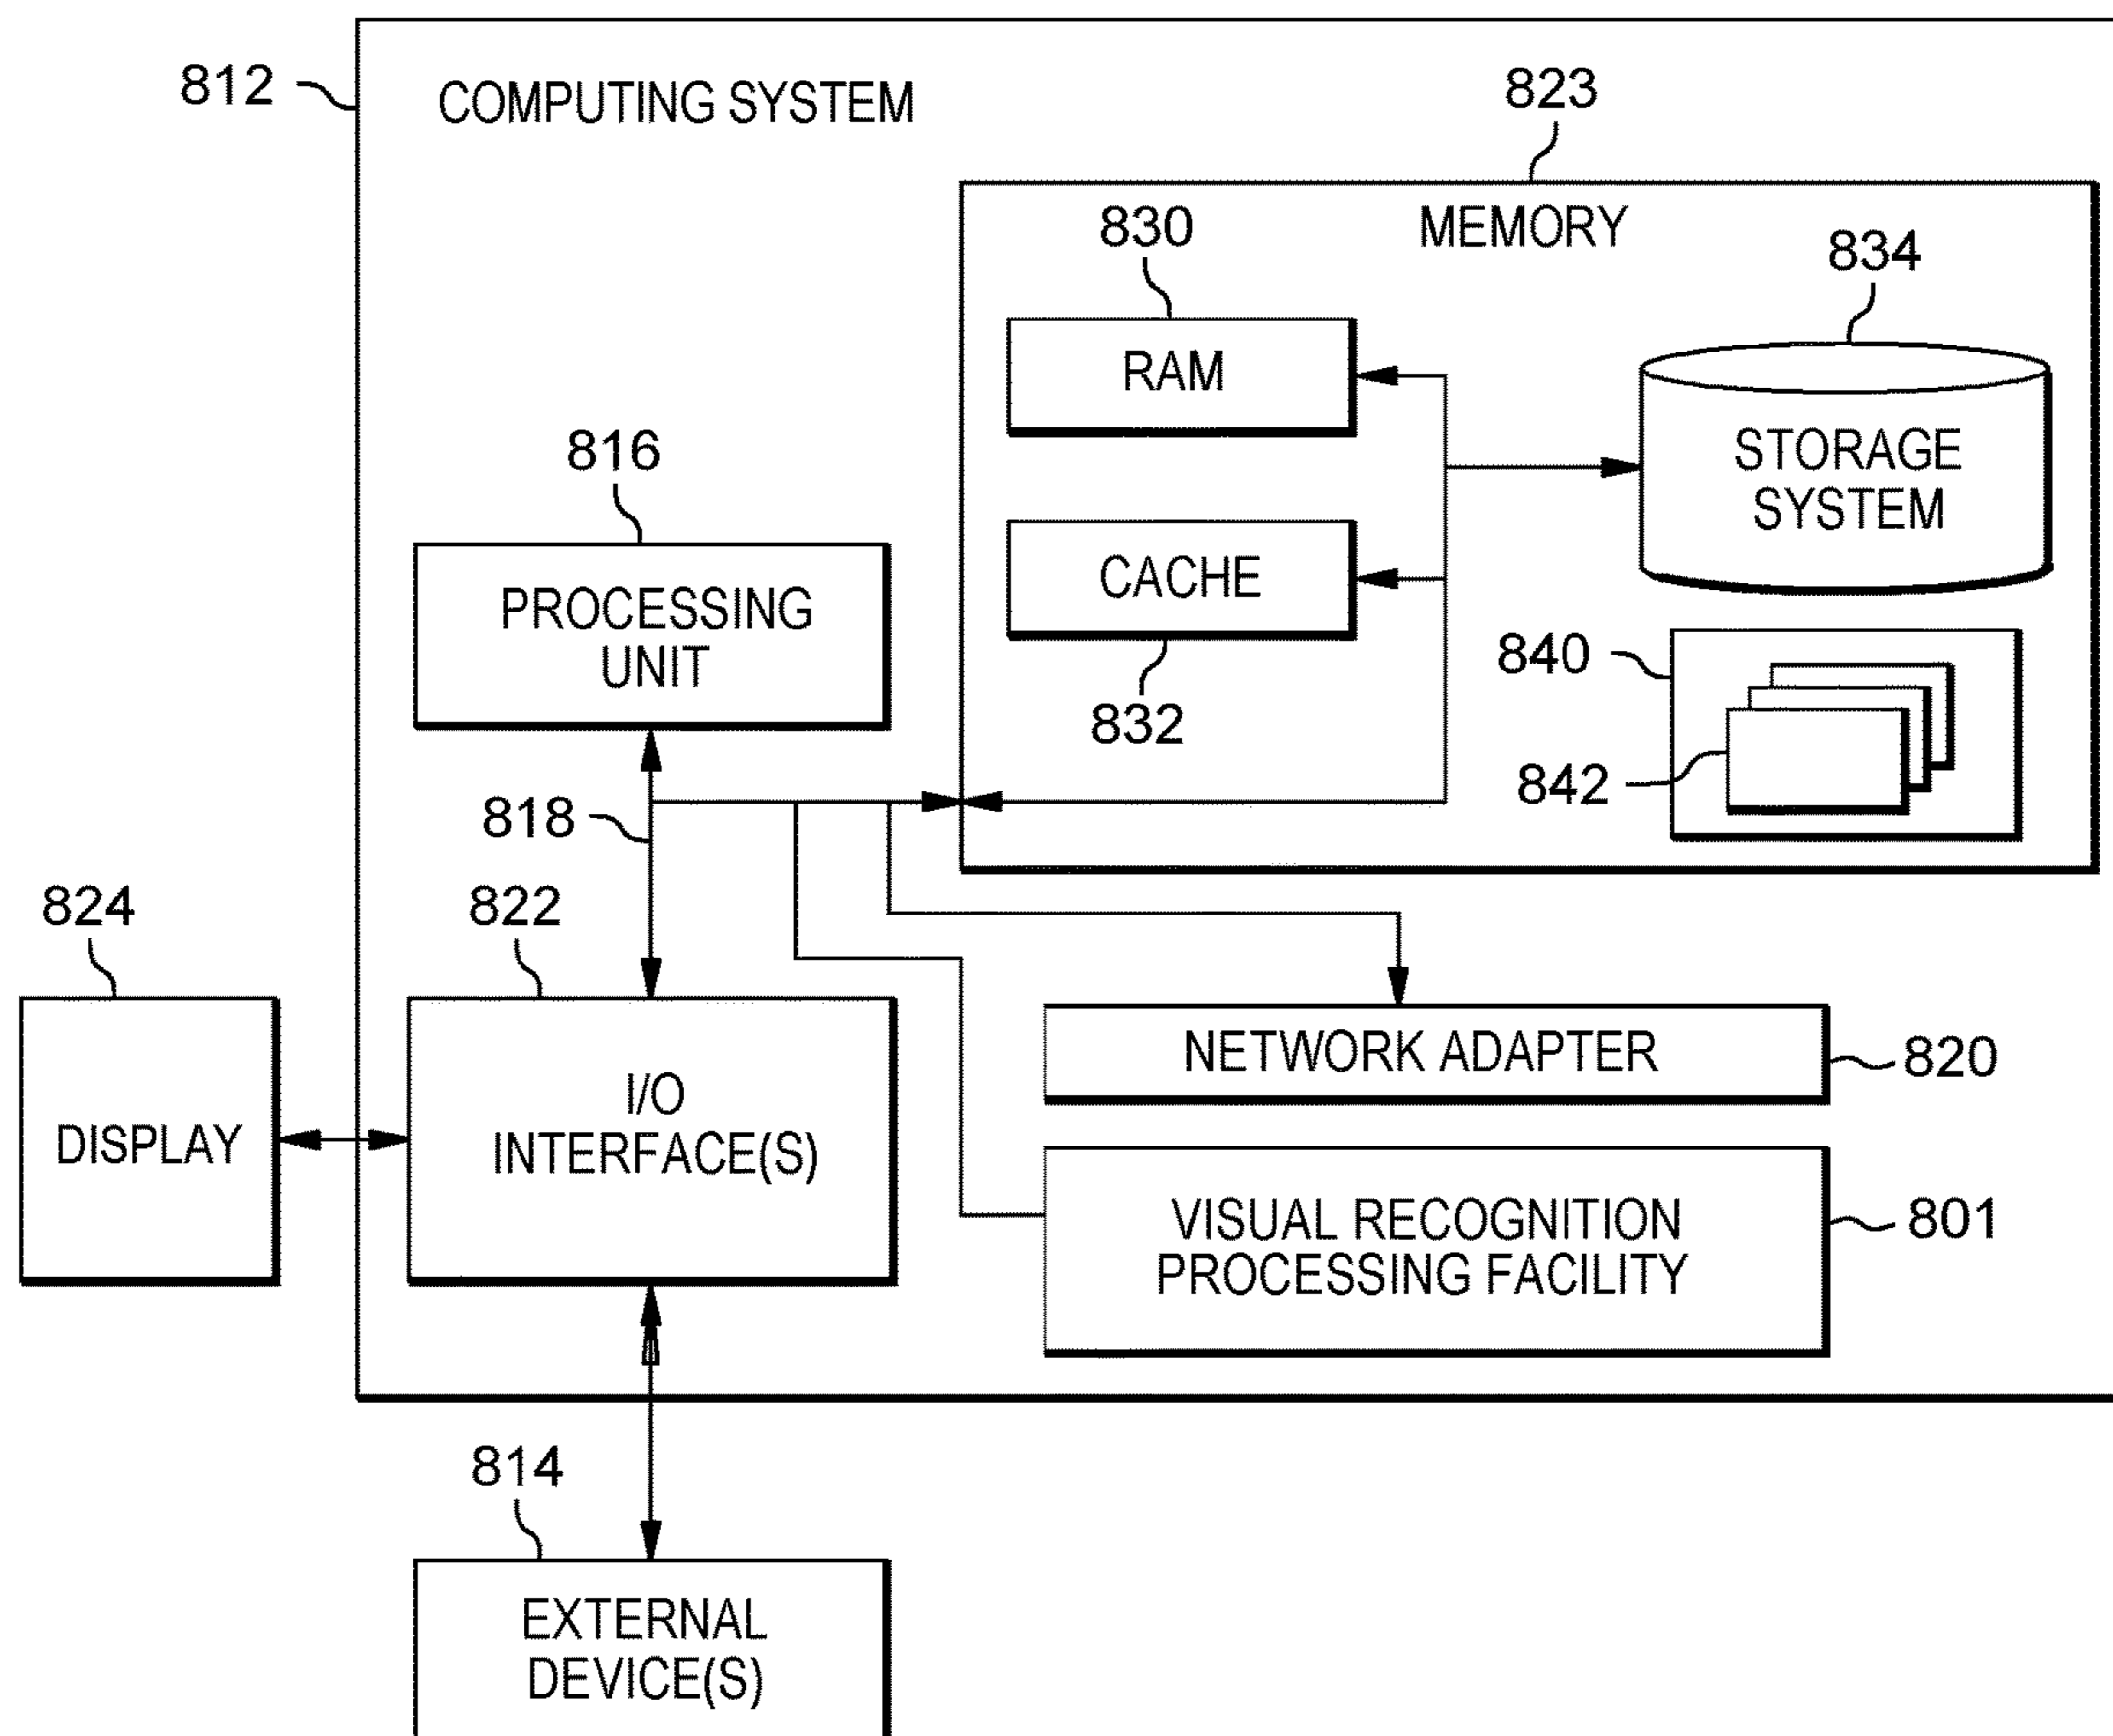 812
COMPUTING SYSTEM
823
MEMORY
830
RAM
834
STORAGE
SYSTEM
816
PROCESSING
UNIT
CACHE
832
840
842
818
824
DISPLAY
822
I/O
INTERFACE(S)
NETWORK ADAPTER
820
VISUAL RECOGNITION
PROCESSING FACILITY
801
814
EXTERNAL
DEVICE(S)